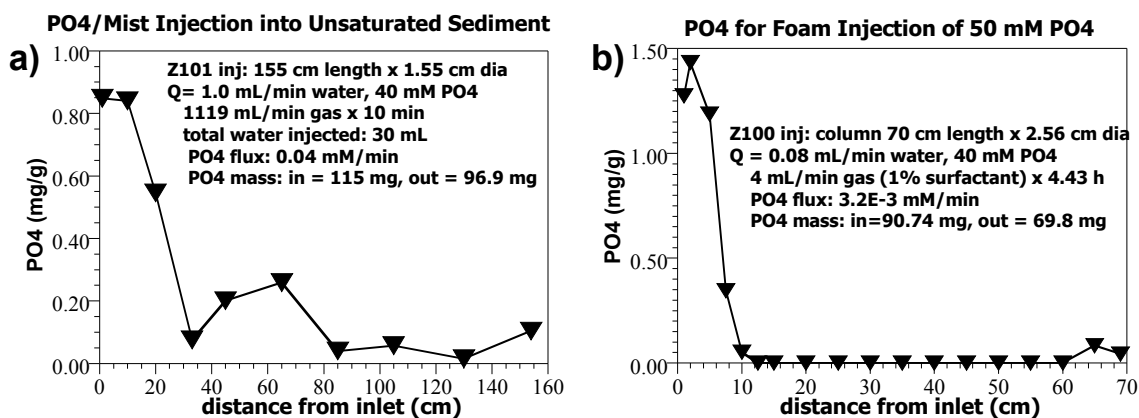 PO4/Mist Injection into Unsaturated Sediment
a)
Z101 inj: 155 cm length x 1.55 cm dia
Q= 1.0 mL/min water, 40 mM PO4
1119 mL/min gas x 10 min
total water injected: 30 mL
PO4 flux: 0.04 mM/min
PO4 mass: in = 115 mg, out = 96.9 mg
PO4 (mg/g)
1.00
0.80
0.60
0.40
0.20
0.00
0 20 40 60 80 100 120 140 160
distance from inlet (cm)
PO4 for Foam Injection of 50 mM PO4
b)
Z100 inj: column 70 cm length x 2.56 cm dia
Q = 0.08 mL/min water, 40 mM PO4
4 mL/min gas (1% surfactant) x 4.43 h
PO4 flux: 3.2E-3 mM/min
PO4 mass: in=90.74 mg, out = 69.8 mg
PO4 (mg/g)
1.50
1.00
0.50
0.00
0 10 20 30 40 50 60 70
distance from inlet (cm)